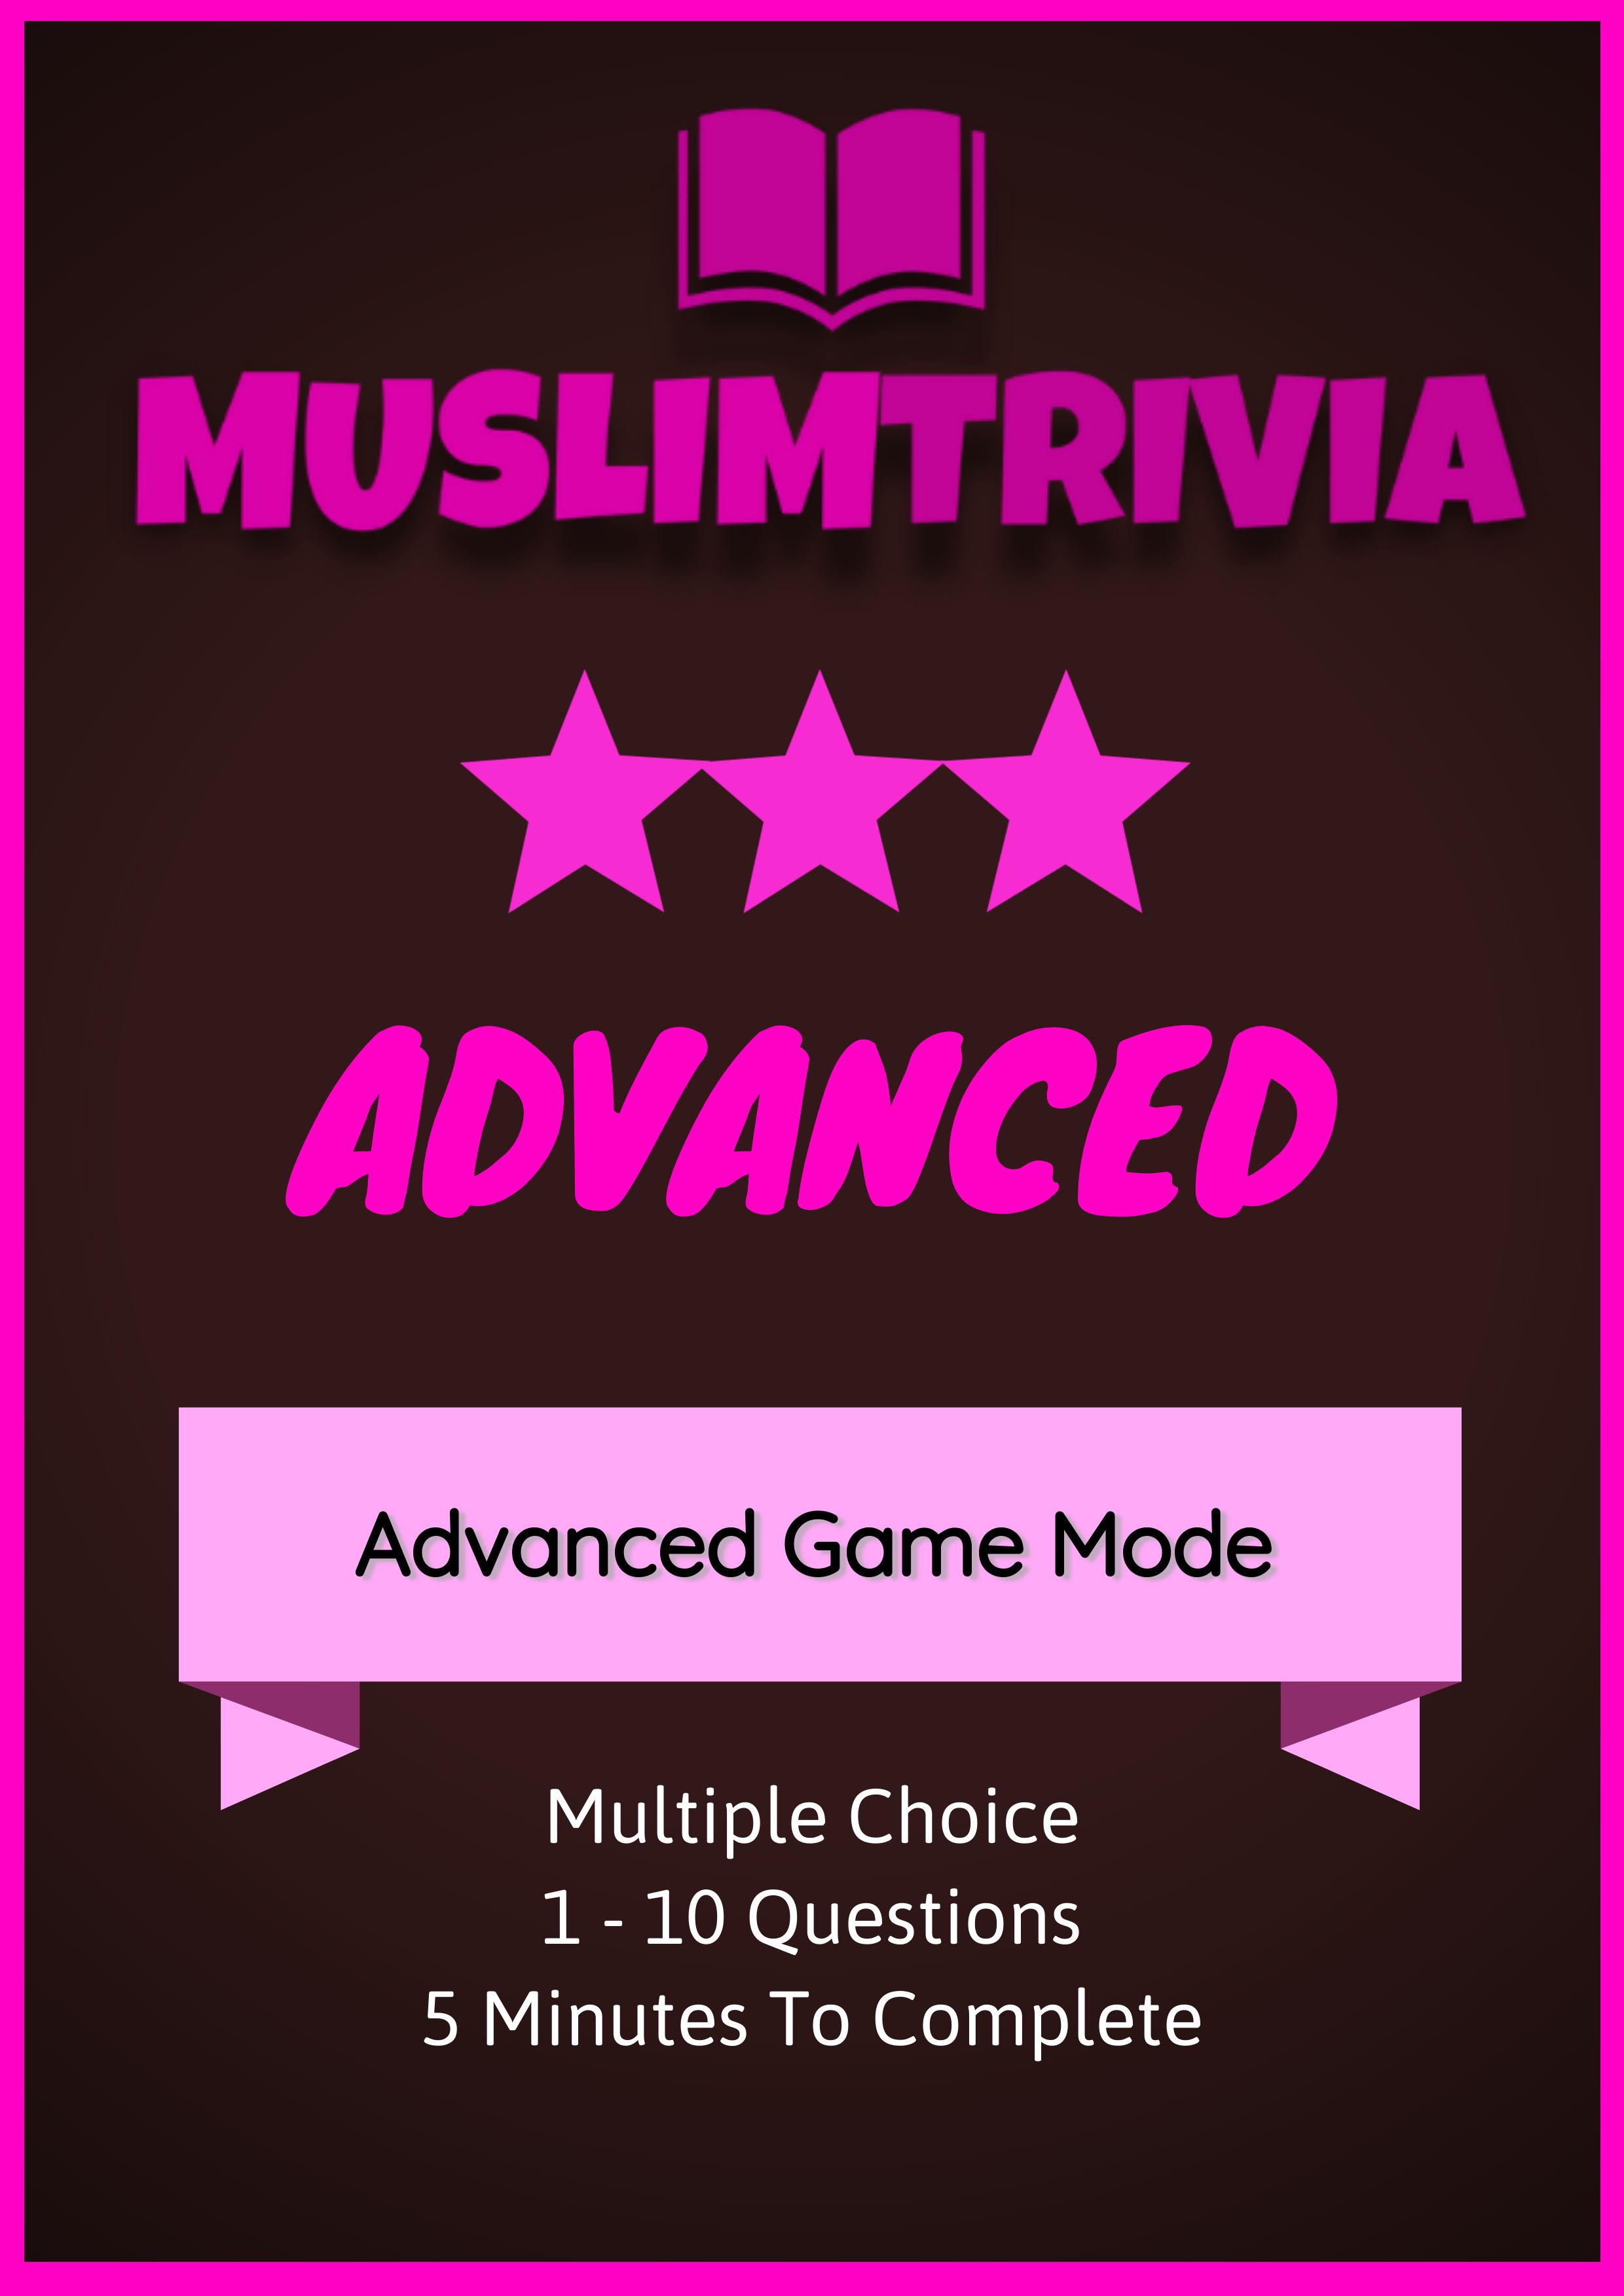 MUSLIMTRIVIA
ADVANCED
Advanced Game Mode
Multiple Choice
1 - 10 Questions
5 Minutes To Complete